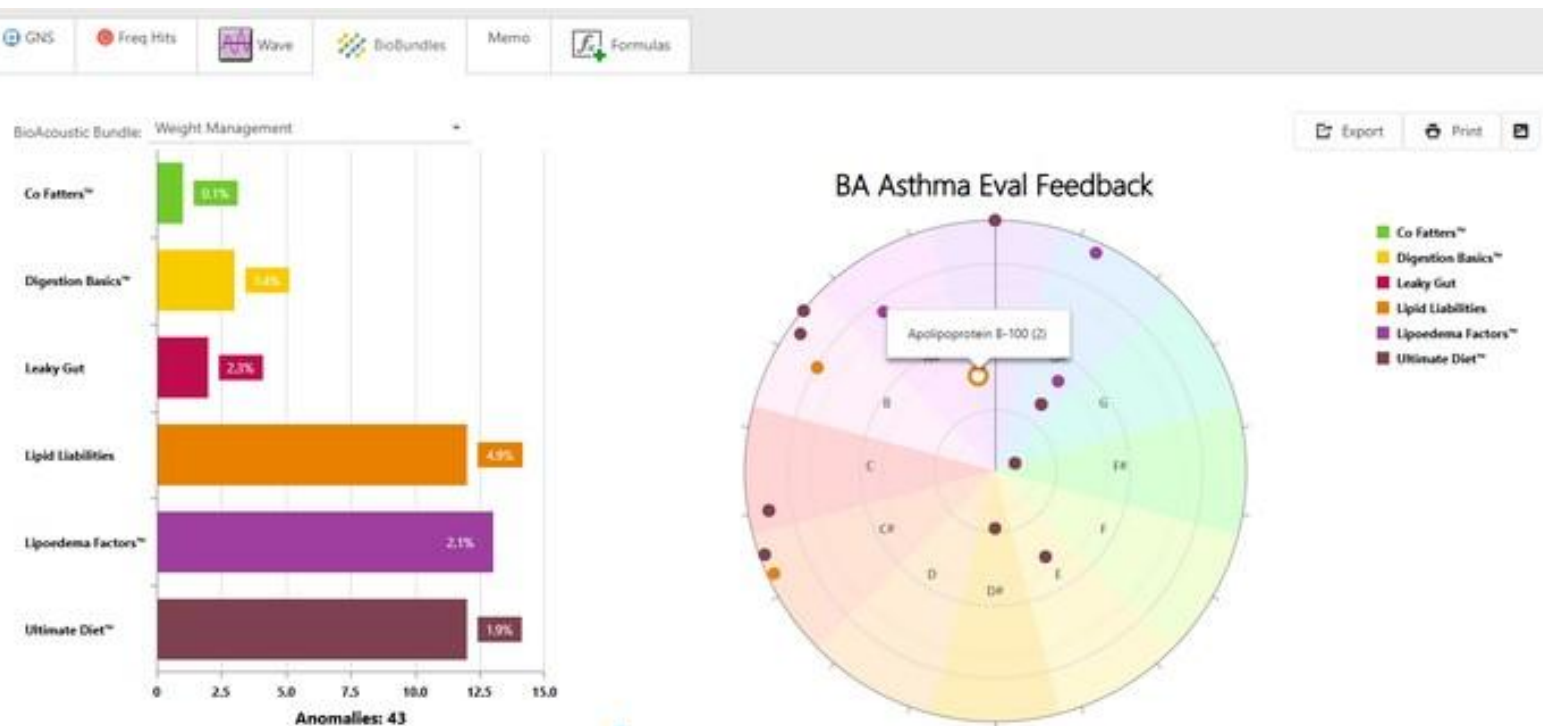 GNS
Freq Hits
Wave
BioBundles
Memo
Formulas
BioAcoustic Bundle:
Weight Management
Export
Print
BA Asthma Eval Feedback
Co Fatters™
0.1%
Digestion Basics™
Leaky Gut
2.3%
Lipid Liabilities
4.9%
Lipoedema Factors™
2.1%
Ultimate Diet™
1.9%
0
2.5
5.0
7.5
10.0
12.5
15.0
Anomalies: 43
Apolipoprotein B-100 (2)
B
G
C
F#
C#
F
D
E
D#
Co Fatters™
Digestion Basics™
Leaky Gut
Lipid Liabilities
Lipoedema Factors™
Ultimate Diet™